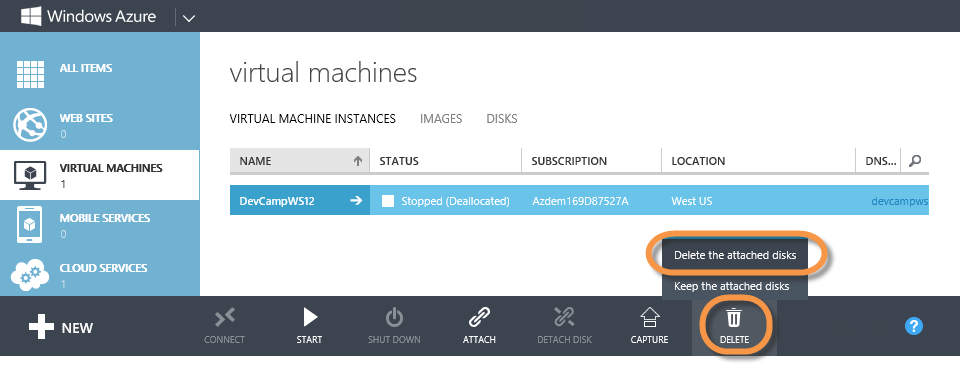 Windows Azure
ALL ITEMS
WEB SITES
0
VIRTUAL MACHINES
1
MOBILE SERVICES
0
CLOUD SERVICES
1
virtual machines
VIRTUAL MACHINE INSTANCES IMAGES DISKS
NAME STATUS SUBSCRIPTION LOCATION DNS...
DevCampWS12 Stopped (Deallocated) Azdem169D87527A West US devcampws
Delete the attached disks
Keep the attached disks
NEW CONNECT START SHUT DOWN ATTACH DETACH DISK CAPTURE DELETE ?